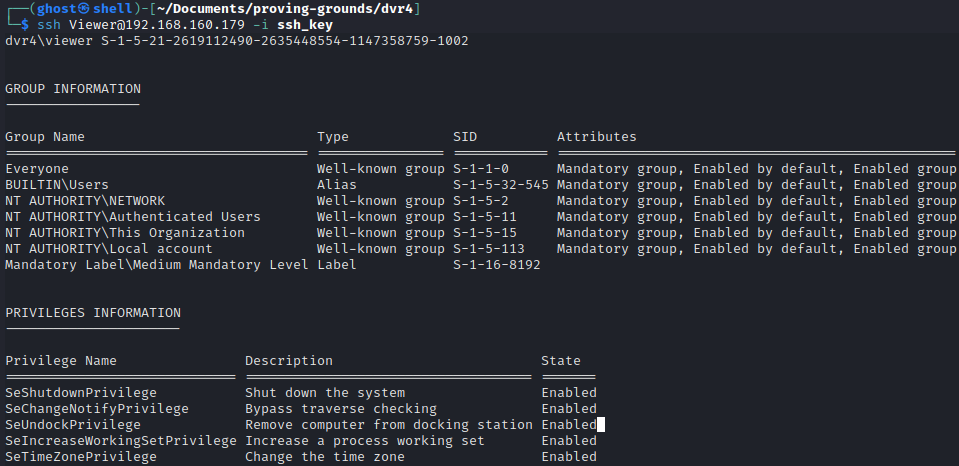 ┌──(ghost㉿shell)-[~/Documents/proving-grounds/dvr4]
└─$ ssh Viewer@192.168.160.179 -i ssh_key
dvr4\viewer S-1-5-21-2619112490-2635448554-1147358759-1002
GROUP INFORMATION
-----------------
Group Name Type SID Attributes
====================================== ================ ============ ==================================================
Everyone Well-known group S-1-1-0 Mandatory group, Enabled by default, Enabled group
BUILTIN\Users Alias S-1-5-32-545 Mandatory group, Enabled by default, Enabled group
NT AUTHORITY\NETWORK Well-known group S-1-5-2 Mandatory group, Enabled by default, Enabled group
NT AUTHORITY\Authenticated Users Well-known group S-1-5-11 Mandatory group, Enabled by default, Enabled group
NT AUTHORITY\This Organization Well-known group S-1-5-15 Mandatory group, Enabled by default, Enabled group
NT AUTHORITY\Local account Well-known group S-1-5-113 Mandatory group, Enabled by default, Enabled group
Mandatory Label\Medium Mandatory Level Label S-1-16-8192
PRIVILEGES INFORMATION
----------------------
Privilege Name Description State
============================= ==================================== =======
SeShutdownPrivilege Shut down the system Enabled
SeChangeNotifyPrivilege Bypass traverse checking Enabled
SeUndockPrivilege Remove computer from docking station Enabled
SeIncreaseWorkingSetPrivilege Increase a process working set Enabled
SeTimeZonePrivilege Change the time zone Enabled